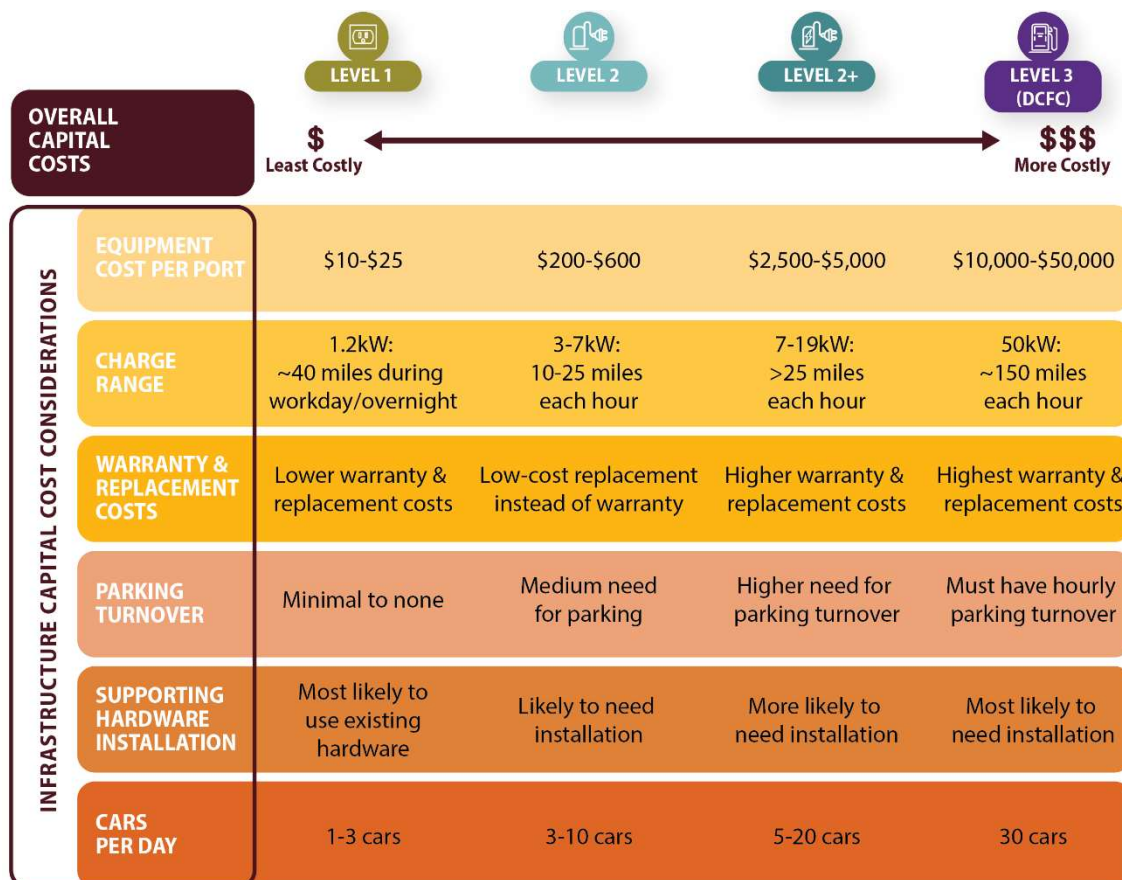 LEVEL 1
LEVEL 2
LEVEL 2+
LEVEL 3
(DCFC)
OVERALL
CAPITAL
COSTS
$
Least Costly
$$$
More Costly
INFRASTRUCTURE CAPITAL COST CONSIDERATIONS
EQUIPMENT
COST PER PORT
$10-$25
$200-$600
$2,500-$5,000
$10,000-$50,000
CHARGE
RANGE
1.2kW:
~40 miles during
workday/overnight
3-7kW:
10-25 miles
each hour
7-19kW:
>25 miles
each hour
50kW:
~150 miles
each hour
WARRANTY &
REPLACEMENT
COSTS
Lower warranty &
replacement costs
Low-cost replacement
instead of warranty
Higher warranty &
replacement costs
Highest warranty &
replacement costs
PARKING
TURNOVER
Minimal to none
Medium need
for parking
Higher need for
parking turnover
Must have hourly
parking turnover
SUPPORTING
HARDWARE
INSTALLATION
Most likely to
use existing
hardware
Likely to need
installation
More likely to
need installation
Most likely to
need installation
CARS
PER DAY
1-3 cars
3-10 cars
5-20 cars
30 cars